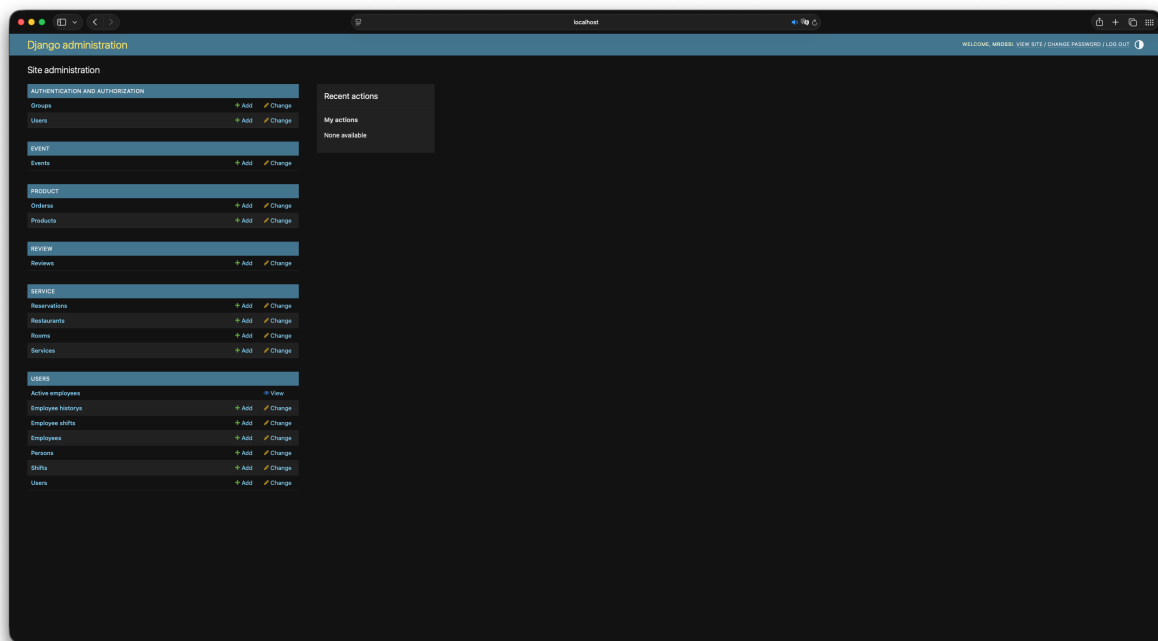 localhost
Django administration
WELCOME, MROSSI. VIEW SITE / CHANGE PASSWORD / LOG OUT
Site administration
AUTHENTICATION AND AUTHORIZATION
Groups + Add Change
Users + Add Change
EVENT
Events + Add Change
PRODUCT
Orderss + Add Change
Products + Add Change
REVIEW
Reviews + Add Change
SERVICE
Reservations + Add Change
Restaurants + Add Change
Rooms + Add Change
Services + Add Change
USERS
Active employees View
Employee historys + Add Change
Employee shifts + Add Change
Employees + Add Change
Persons + Add Change
Shifts + Add Change
Users + Add Change
Recent actions
My actions
None available